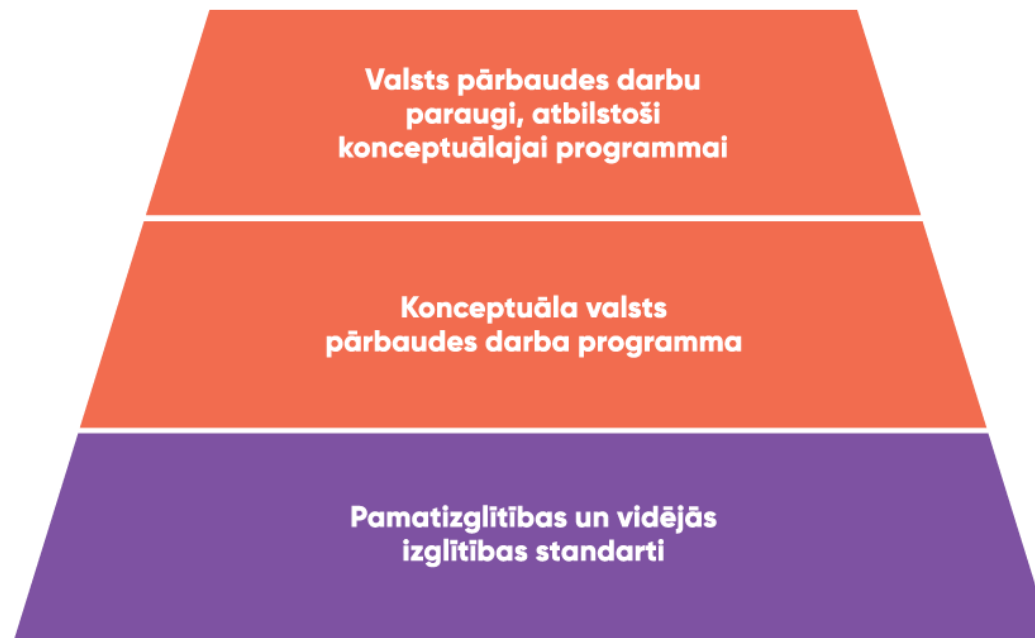 Valsts pārbaudes darbu
paraugi, atbilstoši
konceptuālajai programmai
Konceptuāla valsts
pārbaudes darba programma
Pamatizglītības un vidējās
izglītības standarti